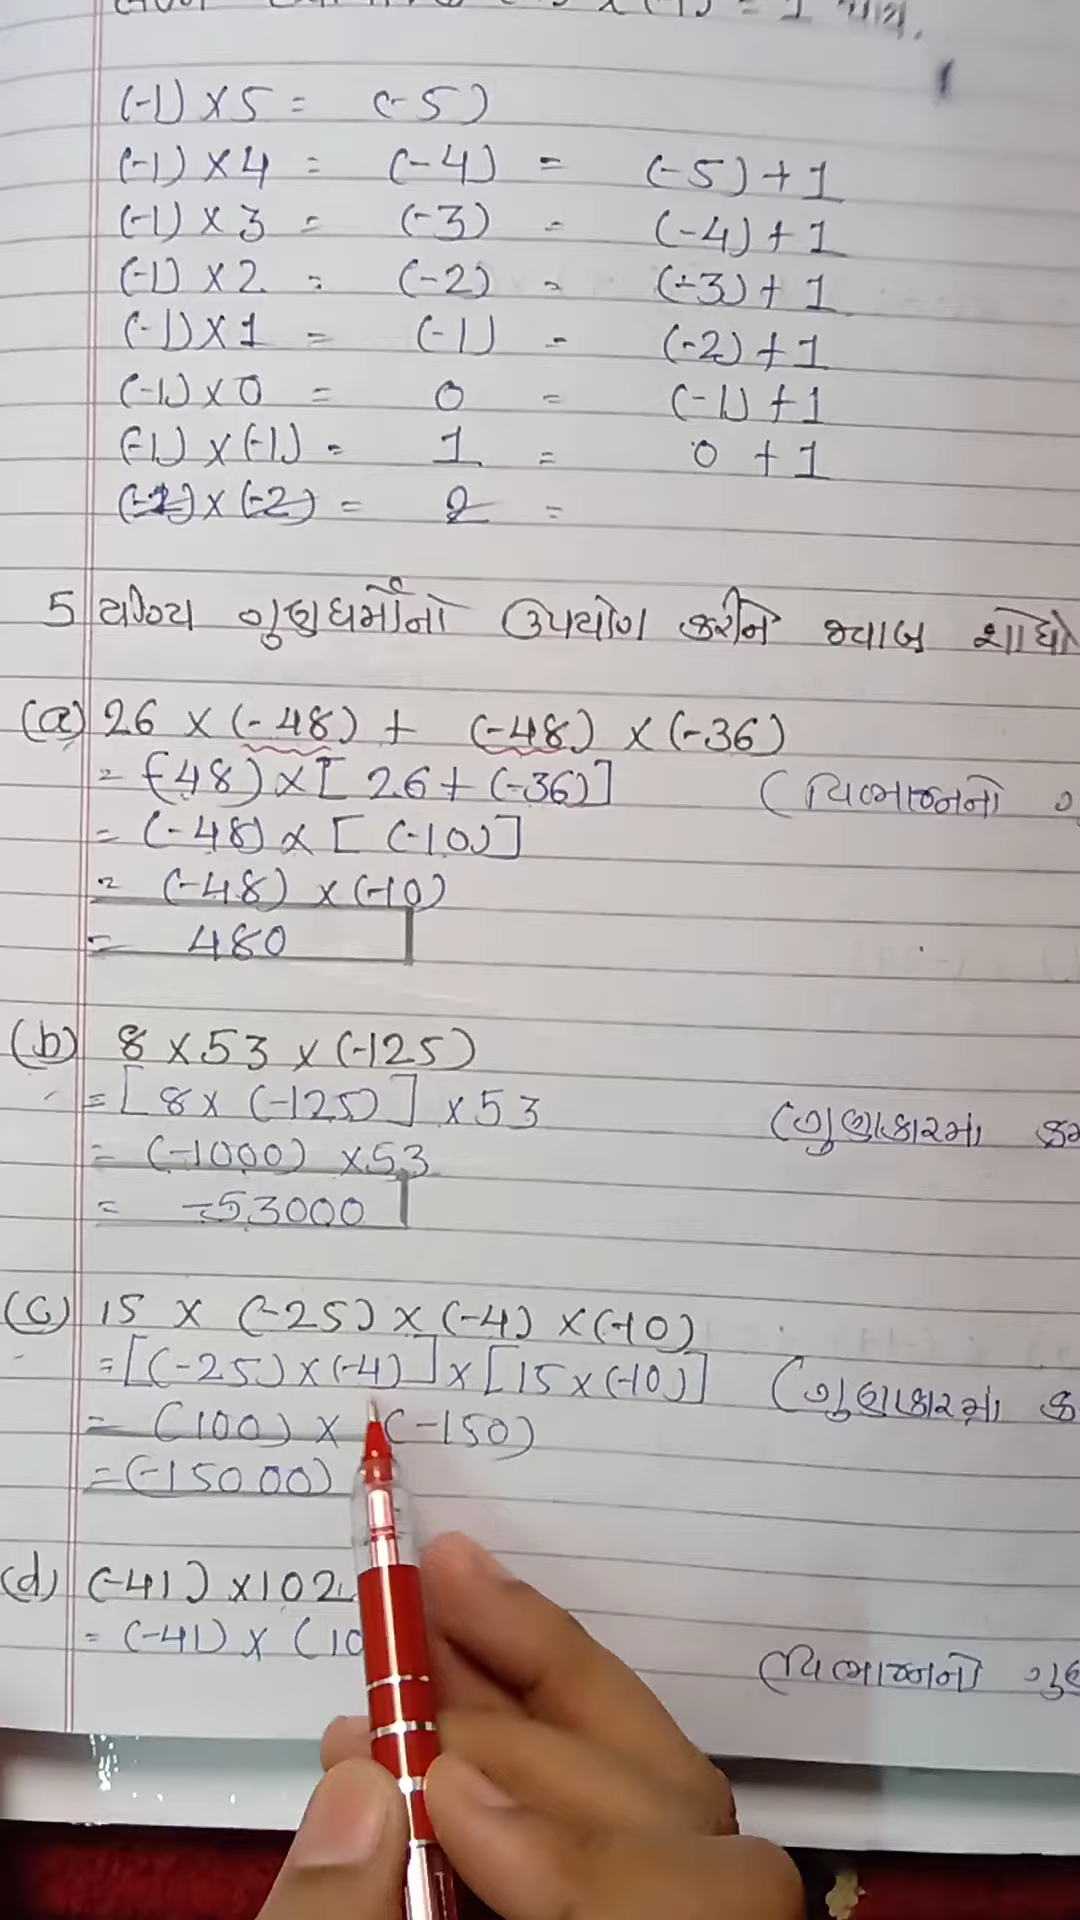 = 1
(-1) × 5 = (-5)
(-1) × 4 = (-4) = (-5) + 1
(-1) × 3 = (-3) = (-4) + 1
(-1) × 2 = (-2) = (-3) + 1
(-1) × 1 = (-1) = (-2) + 1
(-1) × 0 = 0 = (-1) + 1
(-1) × (-1) = 1 = 0 + 1
5 યોગ્ય ગુણધર્મોનો ઉપયોગ કરીને જવાબ શોધો
(a) 26 × (-48) + (-48) × (-36)
= (-48) × [ 26 + (-36) ] (વિભાજનનો
= (-48) × [ (-10) ]
= (-48) × (-10)
= 480
(b) 8 × 53 × (-125)
= [ 8 × (-125) ] × 53 (ગુણાકારમાં
= (-1000) × 53
= -53000
(c) 15 × (-25) × (-4) × (-10)
= [(-25) × (-4)] × [15 × (-10)] (ગુણાકારમાં
= (100) × (-150)
= (-15000)
(d) (-41) × 102
= (-41) × (10 (વિભાજનનો